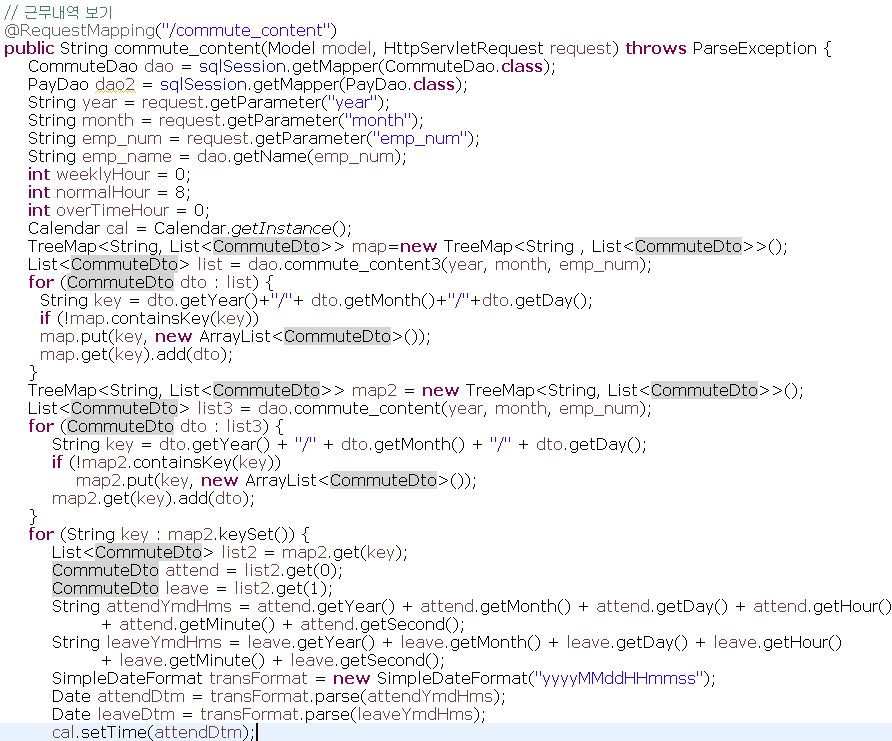 // 근무내역 보기
@RequestMapping("/commute_content")
public String commute_content(Model model, HttpServletRequest request) throws ParseException {
CommuteDao dao = sqlSession.getMapper(CommuteDao.class);
PayDao dao2 = sqlSession.getMapper(PayDao.class);
String year = request.getParameter("year");
String month = request.getParameter("month");
String emp_num = request.getParameter("emp_num");
String emp_name = dao.getName(emp_num);
int weeklyHour = 0;
int normalHour = 8;
int overTimeHour = 0;
Calendar cal = Calendar.getInstance();
TreeMap<String, List<CommuteDto>> map=new TreeMap<String , List<CommuteDto>>();
List<CommuteDto> list = dao.commute_content3(year, month, emp_num);
for (CommuteDto dto : list) {
String key = dto.getYear()+"/"+ dto.getMonth()+"/"+dto.getDay();
if (!map.containsKey(key))
map.put(key, new ArrayList<CommuteDto>());
map.get(key).add(dto);
}
TreeMap<String, List<CommuteDto>> map2 = new TreeMap<String, List<CommuteDto>>();
List<CommuteDto> list3 = dao.commute_content(year, month, emp_num);
for (CommuteDto dto : list3) {
String key = dto.getYear() + "/" + dto.getMonth() + "/" + dto.getDay();
if (!map2.containsKey(key))
map2.put(key, new ArrayList<CommuteDto>());
map2.get(key).add(dto);
}
for (String key : map2.keySet()) {
List<CommuteDto> list2 = map2.get(key);
CommuteDto attend = list2.get(0);
CommuteDto leave = list2.get(1);
String attendYmdHms = attend.getYear() + attend.getMonth() + attend.getDay() + attend.getHour()
+ attend.getMinute() + attend.getSecond();
String leaveYmdHms = leave.getYear() + leave.getMonth() + leave.getDay() + leave.getHour()
+ leave.getMinute() + leave.getSecond();
SimpleDateFormat transFormat = new SimpleDateFormat("yyyyMMddHHmmss");
Date attendDtm = transFormat.parse(attendYmdHms);
Date leaveDtm = transFormat.parse(leaveYmdHms);
cal.setTime(attendDtm);